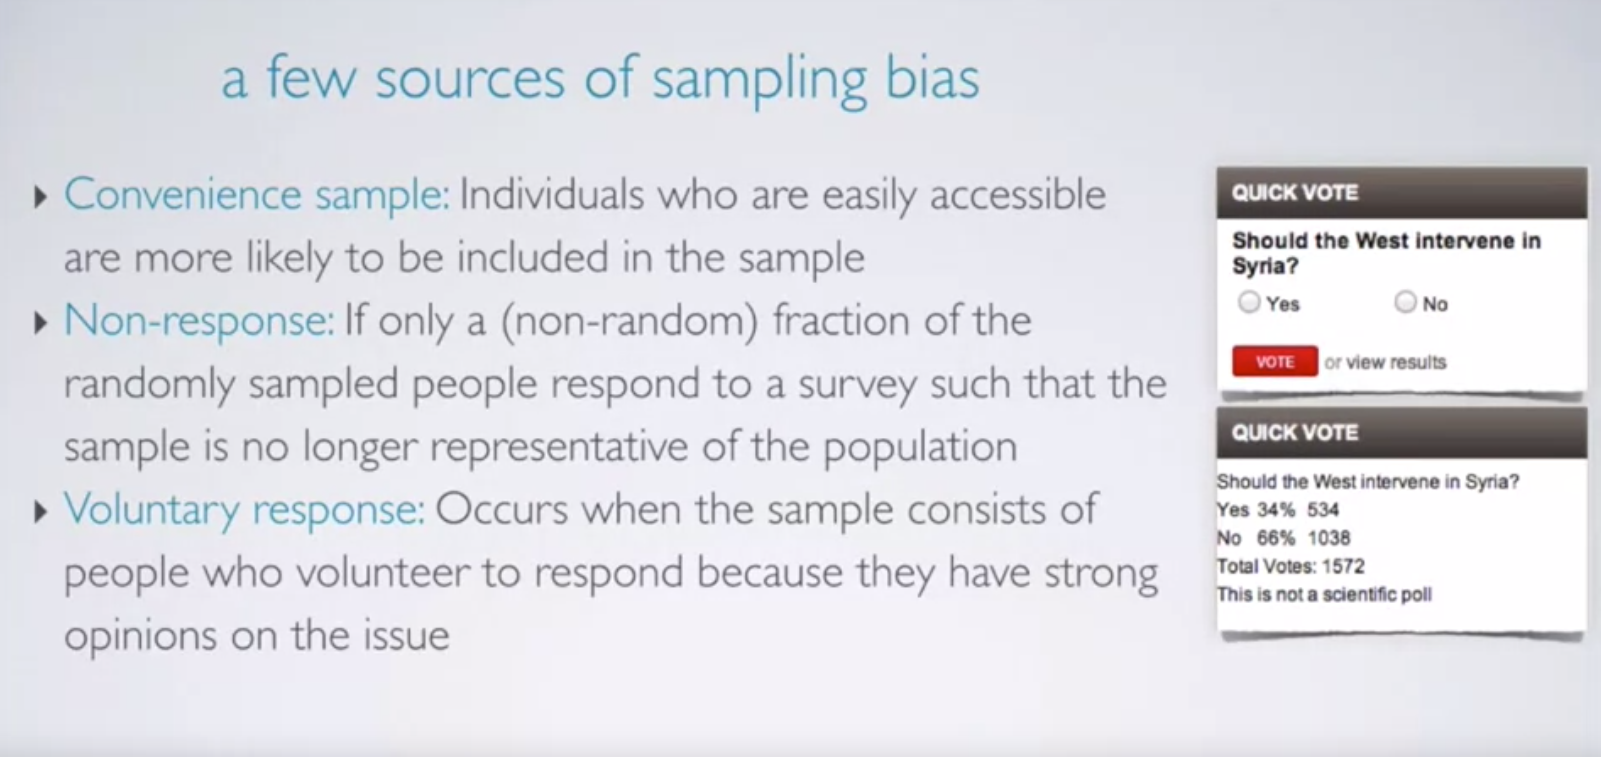 a few sources of sampling bias
Convenience sample: Individuals who are easily accessible
are more likely to be included in the sample
Non-response: If only a (non-random) fraction of the
randomly sampled people respond to a survey such that the
sample is no longer representative of the population
Voluntary response: Occurs when the sample consists of
people who volunteer to respond because they have strong
opinions on the issue
QUICK VOTE
Should the West intervene in
Syria?
Yes No
VOTE or view results
QUICK VOTE
Should the West intervene in Syria?
Yes 34% 534
No 66% 1038
Total Votes: 1572
This is not a scientific poll